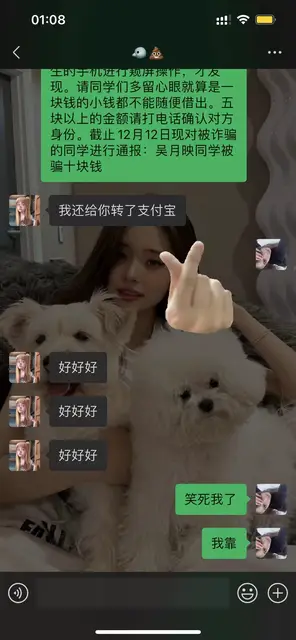 01:08
生的手机进行窥屏操作，才发
现。请同学们多留心眼就算是一
块钱的小钱都不能随便借出。五
块以上的金额请打电话确认对方
身份。截止12月12日现对被诈骗
的同学进行通报：吴月映同学被
骗十块钱
我还给你转了支付宝
好好好
好好好
好好好
笑死我了
我靠